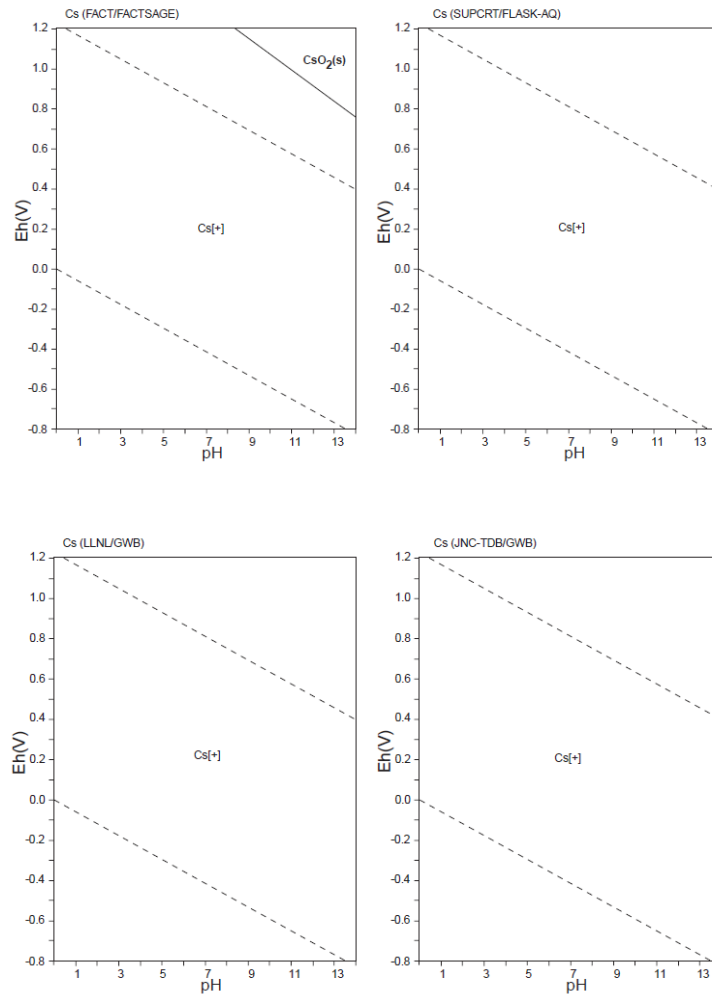 Cs (FACT/FACTSAGE)
1.2
1.0
0.8
0.6
0.4
0.2
0.0
-0.2
-0.4
-0.6
-0.8
Eh(V)
CsO2(s)
Cs[+]
1 3 5 7 9 11 13
pH
Cs (SUPCRT/FLASK-AQ)
1.2
1.0
0.8
0.6
0.4
0.2
0.0
-0.2
-0.4
-0.6
-0.8
Eh(V)
Cs[+]
1 3 5 7 9 11 13
pH
Cs (LLNL/GWB)
1.2
1.0
0.8
0.6
0.4
0.2
0.0
-0.2
-0.4
-0.6
-0.8
Eh(V)
Cs[+]
1 3 5 7 9 11 13
pH
Cs (JNC-TDB/GWB)
1.2
1.0
0.8
0.6
0.4
0.2
0.0
-0.2
-0.4
-0.6
-0.8
Eh(V)
Cs[+]
1 3 5 7 9 11 13
pH